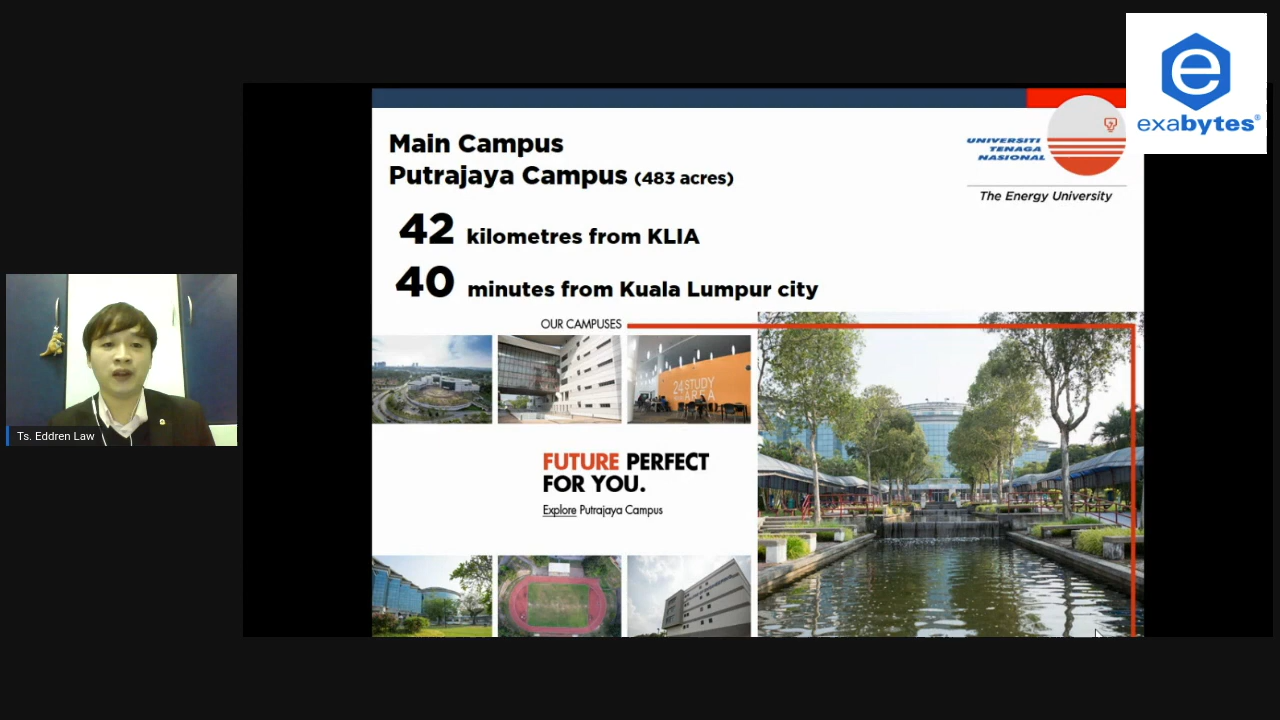 e
exabytes®
Main Campus
Putrajaya Campus (483 acres)
UNIVERSITI
TENAGA
NASIONAL
The Energy University
42 kilometres from KLIA
40 minutes from Kuala Lumpur city
OUR CAMPUSES
24 STUDY
AREA
FUTURE PERFECT
FOR YOU.
Explore Putrajaya Campus
Ts. Eddren Law